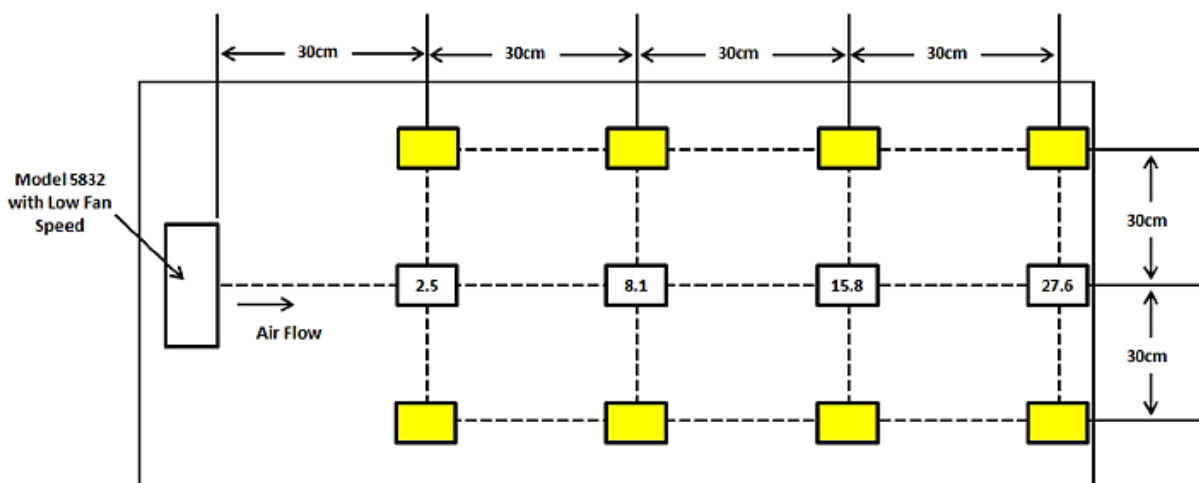 30cm
30cm
30cm
30cm
Model 5832
with Low Fan
Speed
30cm
2.5
8.1
15.8
27.6
Air Flow
30cm